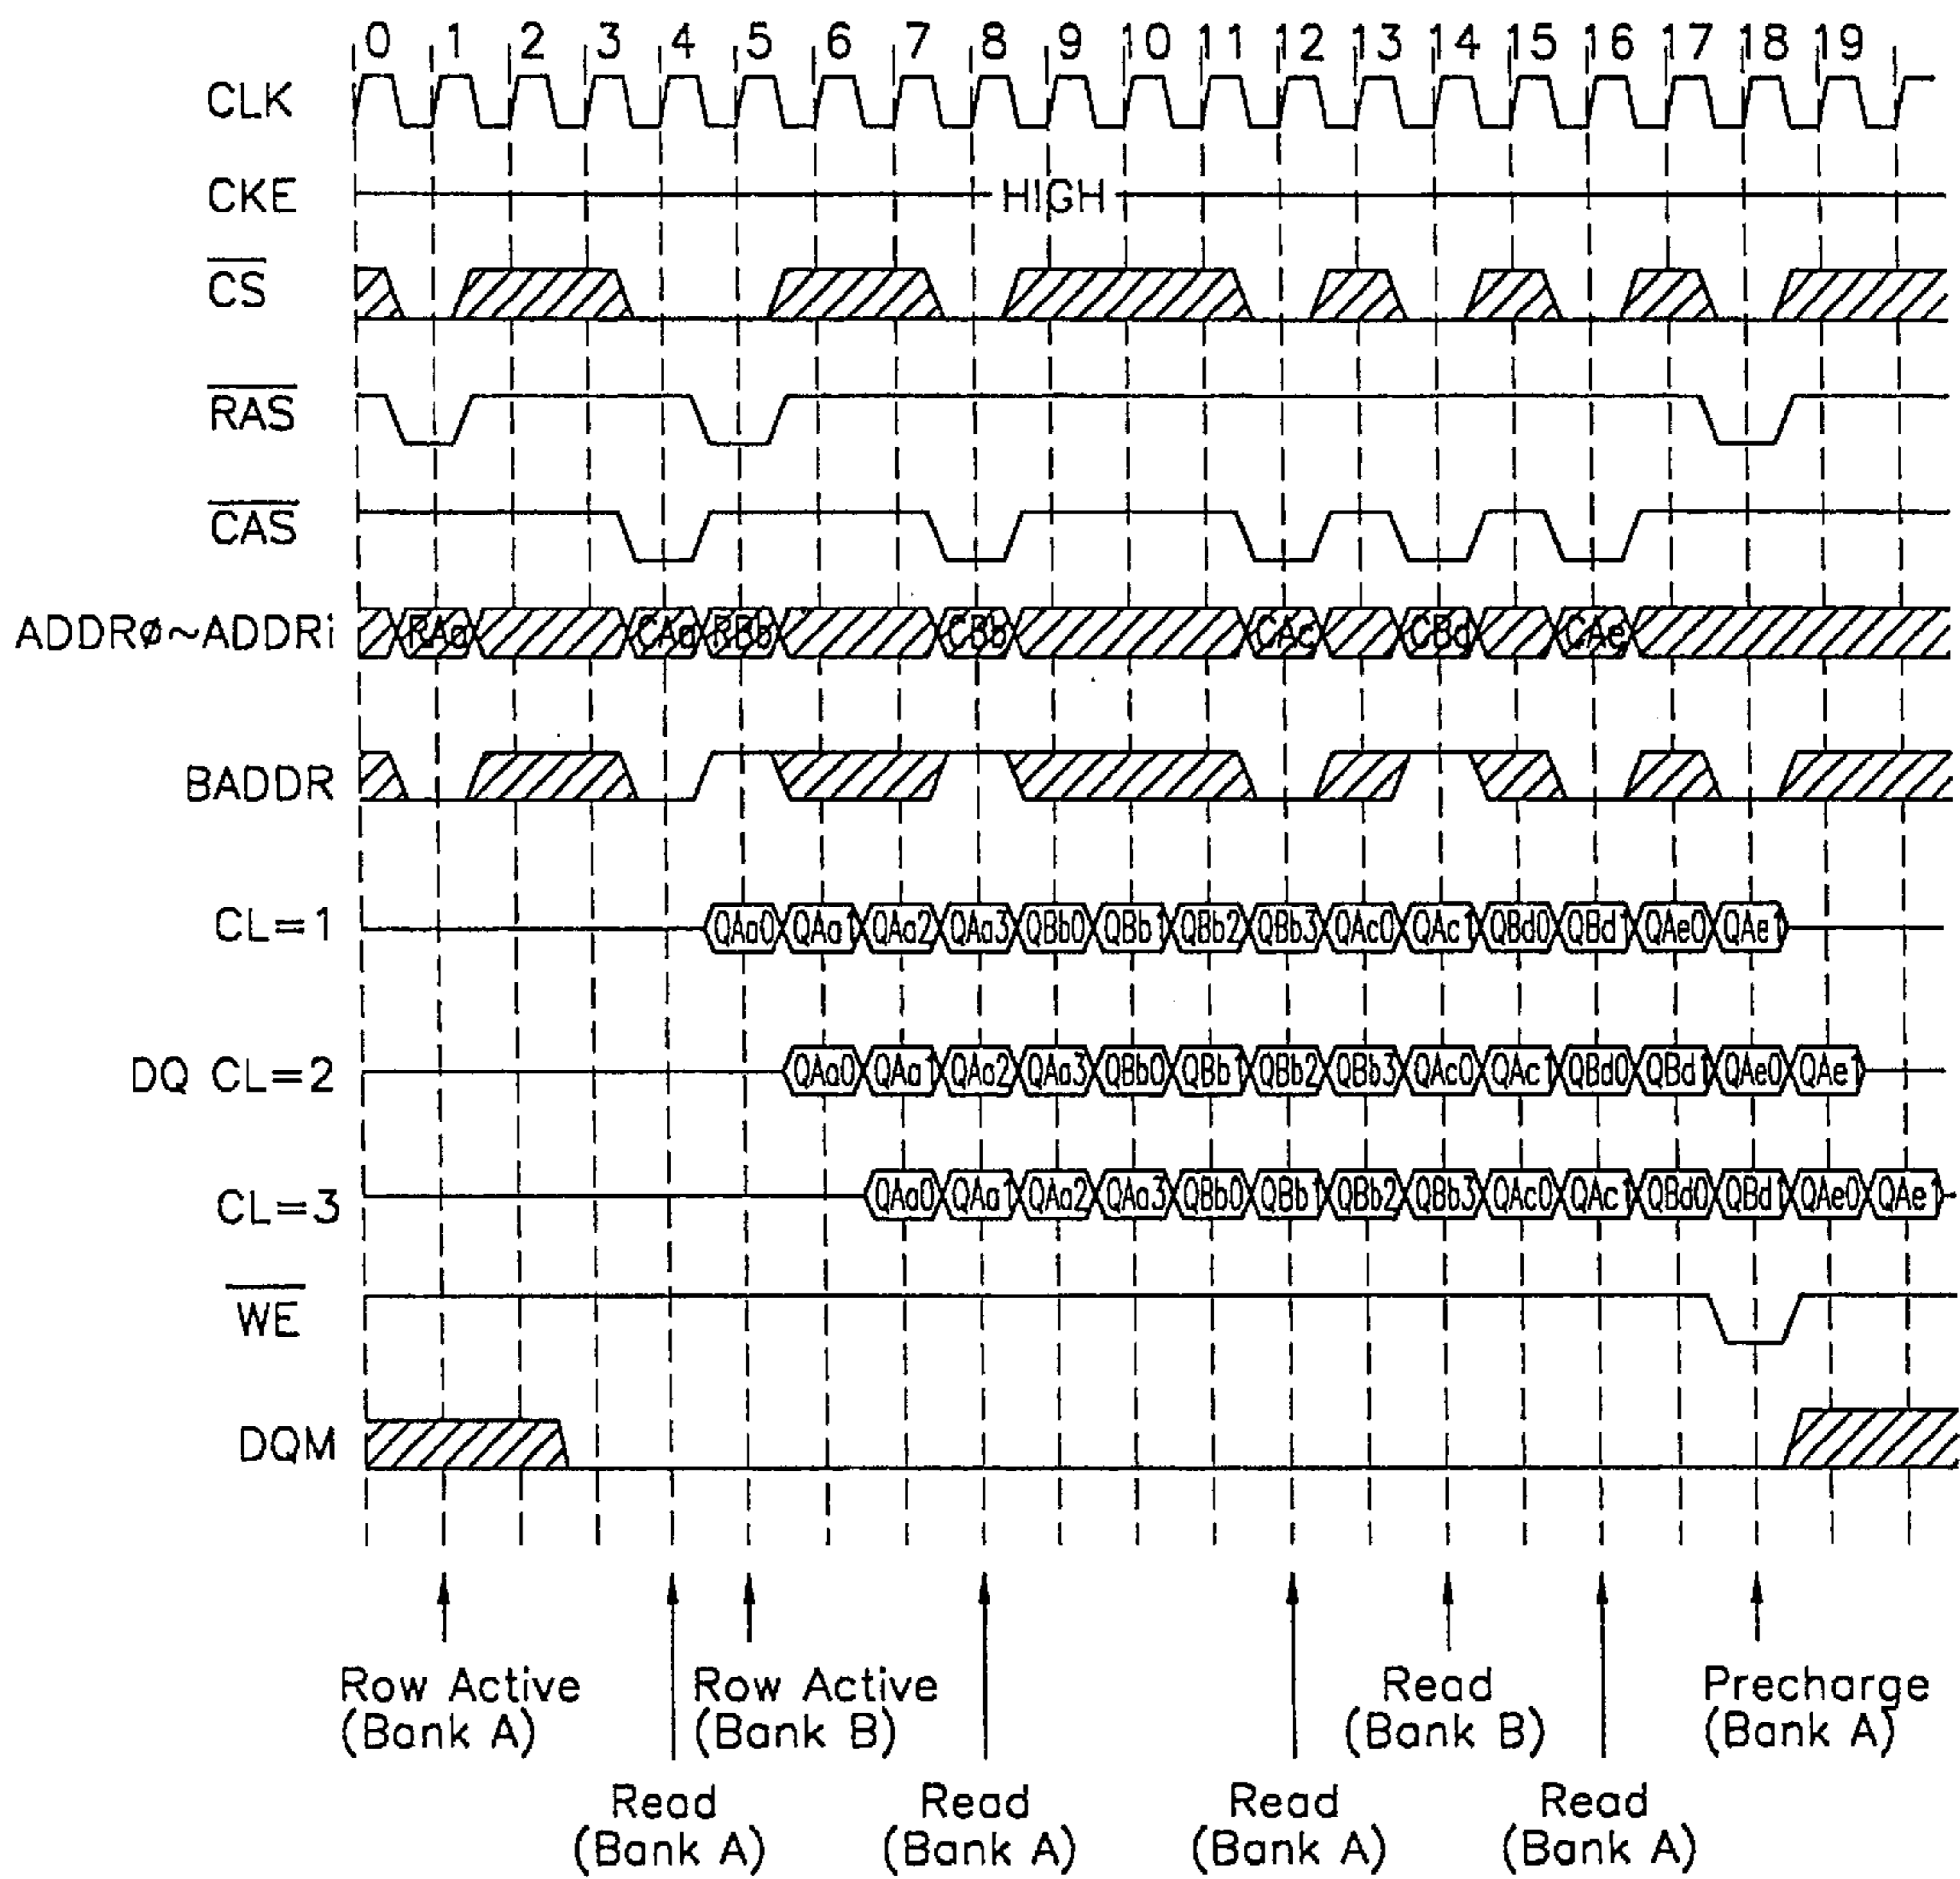 0 1 2 3 4 5 6 7 8 9 10 11 12 13 14 15 16 17 18 19
CLK
CKE HIGH
CS
RAS
CAS
ADDRø~ADDRi RAa CAa RBb CBb CAc CBd CAe
BADDR
CL=1 QAa0 QAa1 QAa2 QAa3 QBb0 QBb1 QBb2 QBb3 QAc0 QAc1 QBd0 QBd1 QAe0 QAe1
DQ CL=2 QAa0 QAa1 QAa2 QAa3 QBb0 QBb1 QBb2 QBb3 QAc0 QAc1 QBd0 QBd1 QAe0 QAe1
CL=3 QAa0 QAa1 QAa2 QAa3 QBb0 QBb1 QBb2 QBb3 QAc0 QAc1 QBd0 QBd1 QAe0 QAe1
WE
DQM
Row Active Row Active Read Precharge
(Bank A) (Bank B) (Bank B) (Bank A)
Read Read Read Read
(Bank A) (Bank A) (Bank A) (Bank A)